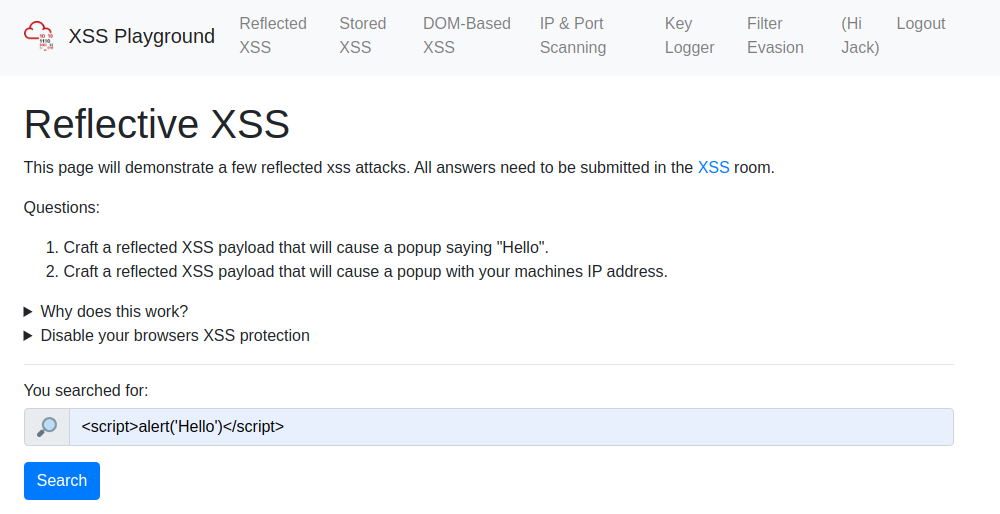 XSS Playground
Reflected XSS
Stored XSS
DOM-Based XSS
IP & Port Scanning
Key Logger
Filter Evasion
(Hi Jack)
Logout
Reflective XSS
This page will demonstrate a few reflected xss attacks. All answers need to be submitted in the XSS room.
Questions:
1. Craft a reflected XSS payload that will cause a popup saying "Hello".
2. Craft a reflected XSS payload that will cause a popup with your machines IP address.
Why does this work?
Disable your browsers XSS protection
You searched for:
<script>alert('Hello')</script>
Search